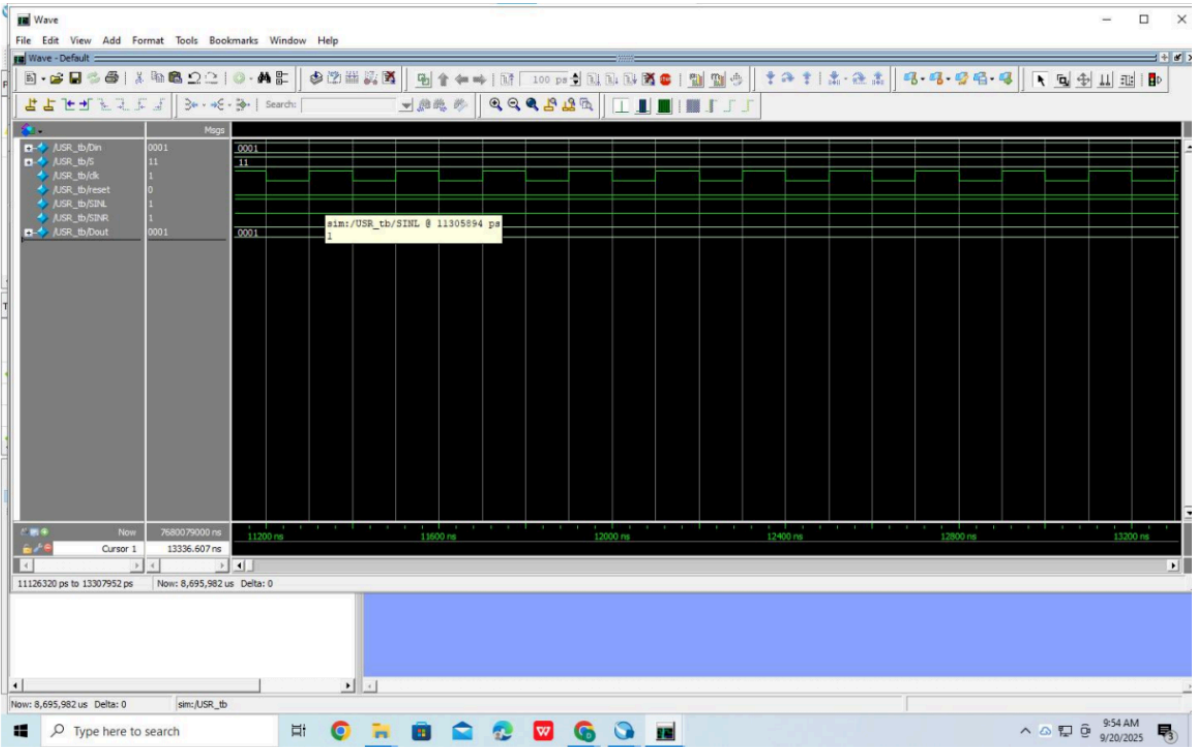 Wave
File Edit View Add Format Tools Bookmarks Window Help
Wave - Default
100 ps
Search:
Msgs
/USR_tb/Din 0001 0001
/USR_tb/S 11 11
/USR_tb/clk 1
/USR_tb/reset 0
/USR_tb/SINL 1
/USR_tb/SINR 1
/USR_tb/Dout 0001 0001
sim:/USR_tb/SINL @ 11305894 ps
1
Now 7680079000 ns 11200 ns 11600 ns 12000 ns 12400 ns 12800 ns 13200 ns
Cursor 1 13336.607 ns
11126320 ps to 13307952 ps Now: 8,695,982 us Delta: 0
Now: 8,695,982 us Delta: 0 sim:/USR_tb
Type here to search
9:54 AM
9/20/2025
3